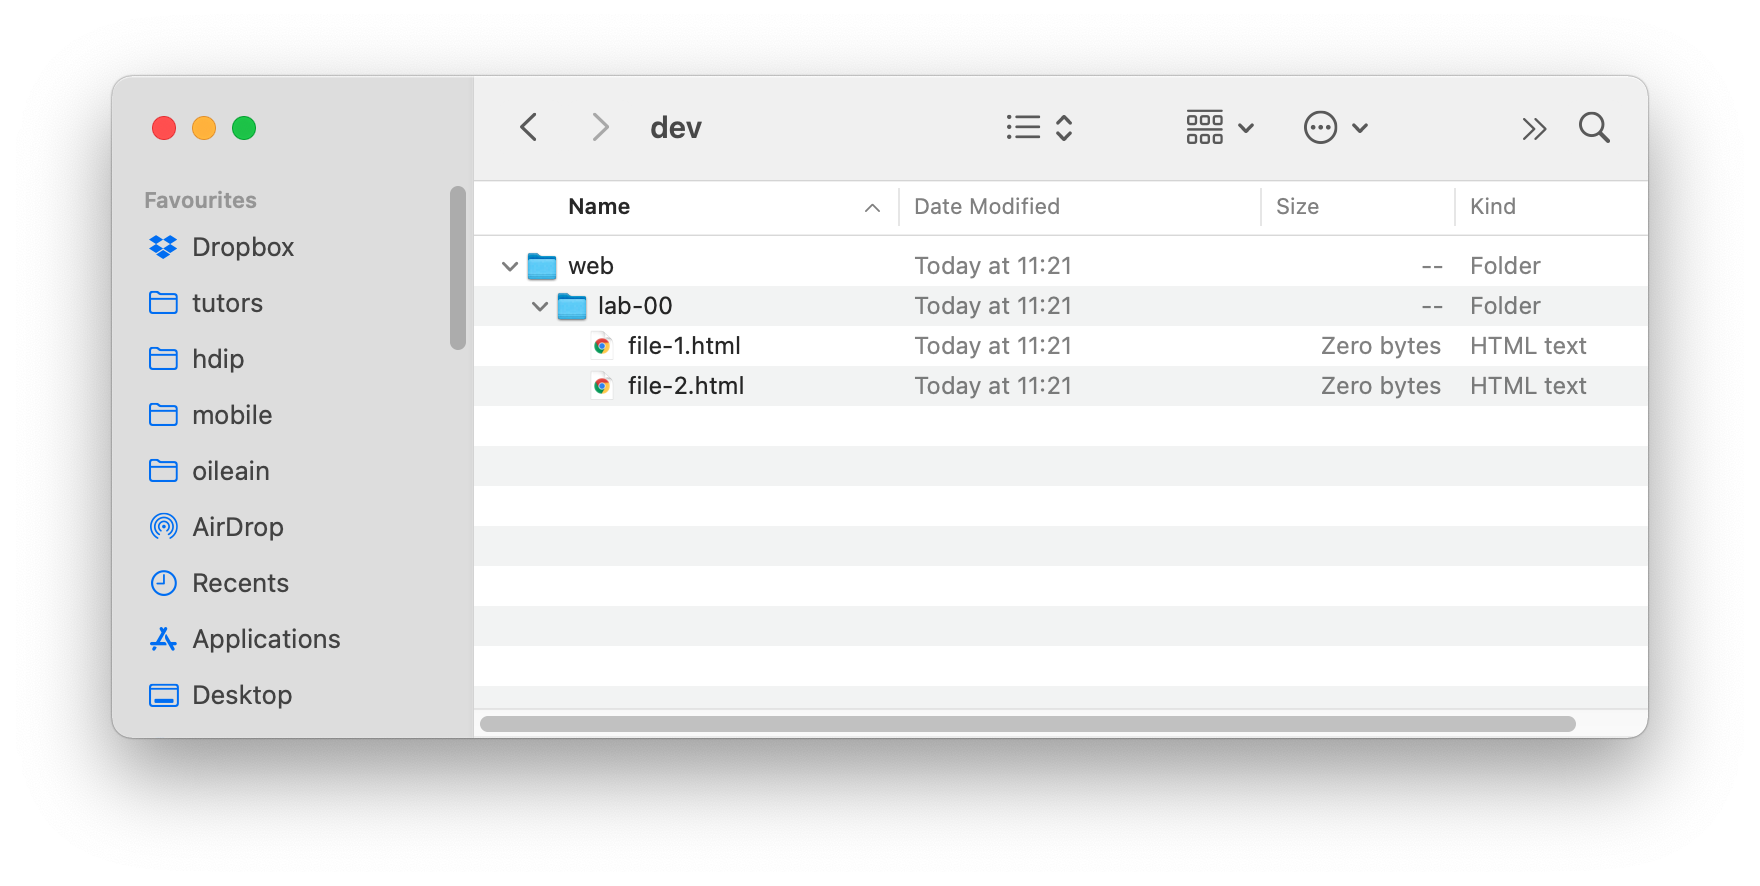 dev
Favourites
Dropbox
tutors
hdip
mobile
oileain
AirDrop
Recents
Applications
Desktop
Name Date Modified Size Kind
web Today at 11:21 -- Folder
lab-00 Today at 11:21 -- Folder
file-1.html Today at 11:21 Zero bytes HTML text
file-2.html Today at 11:21 Zero bytes HTML text